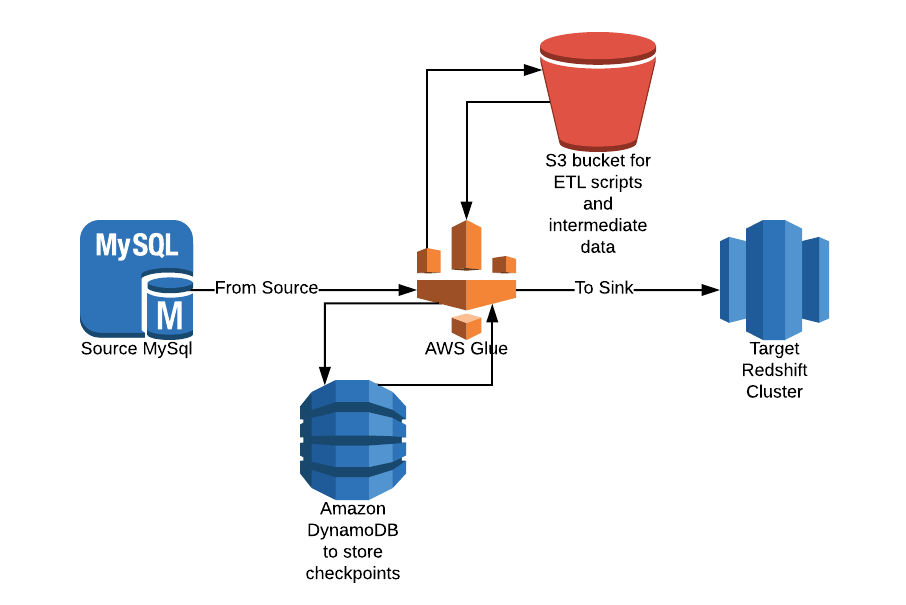 S3 bucket for
ETL scripts
and
intermediate
data
MySQL
M
Source MySql
From Source
AWS Glue
To Sink
Target
Redshift
Cluster
Amazon
DynamoDB
to store
checkpoints